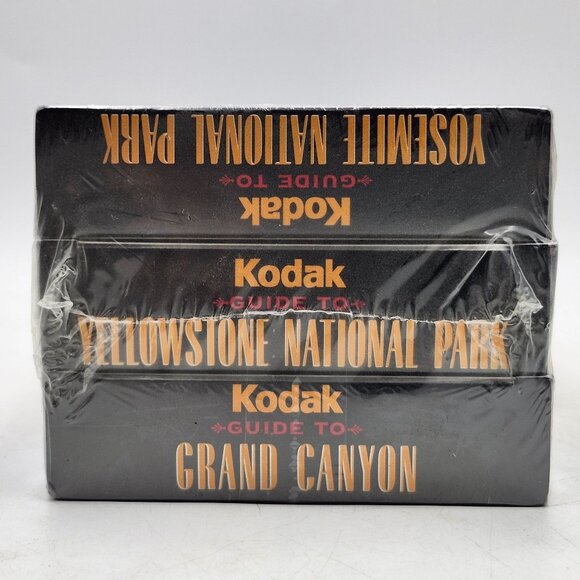 Kodak
GUIDE TO
YOSEMITE NATIONAL PARK
Kodak
GUIDE TO
YELLOWSTONE NATIONAL PARK
Kodak
GUIDE TO
GRAND CANYON